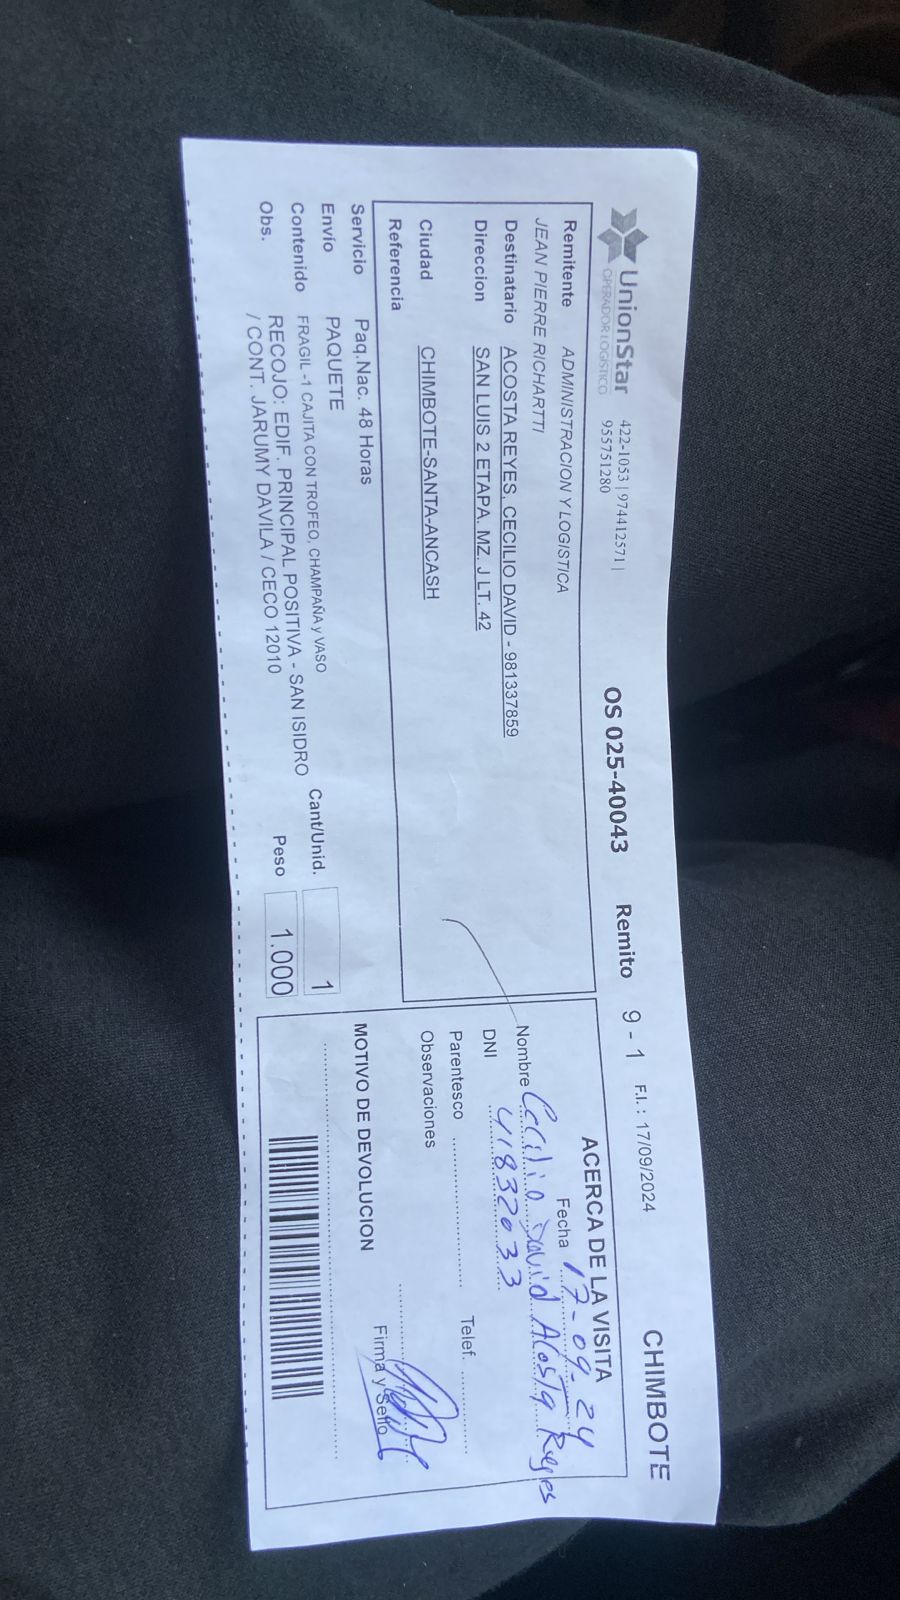 UnionStar
OPERADOR LOGÍSTICO
422-1053 | 974412571 |
955751280
OS 025-40043
Remito 9 - 1
F.I. : 17/09/2024
CHIMBOTE
Remitente ADMINISTRACION Y LOGISTICA
JEAN PIERRE RICHARTTI
Destinatario ACOSTA REYES, CECILIO DAVID - 981337859
Direccion SAN LUIS 2 ETAPA. MZ. J LT. 42
Ciudad CHIMBOTE-SANTA-ANCASH
Referencia
Servicio Paq.Nac. 48 Horas
Envío PAQUETE
Contenido FRAGIL -1 CAJITA CON TROFEO, CHAMPAÑA y VASO
Obs. RECOJO: EDIF. PRINCIPAL POSITIVA - SAN ISIDRO
/ CONT. JARUMY DAVILA / CECO 12010
Cant/Unid. 1
Peso 1.000
ACERCA DE LA VISITA
Fecha 17-09-24
Nombre Cecilio David Acosta Reyes
DNI 41832033
Parentesco Telef.
Observaciones
Firma y Sello
MOTIVO DE DEVOLUCION